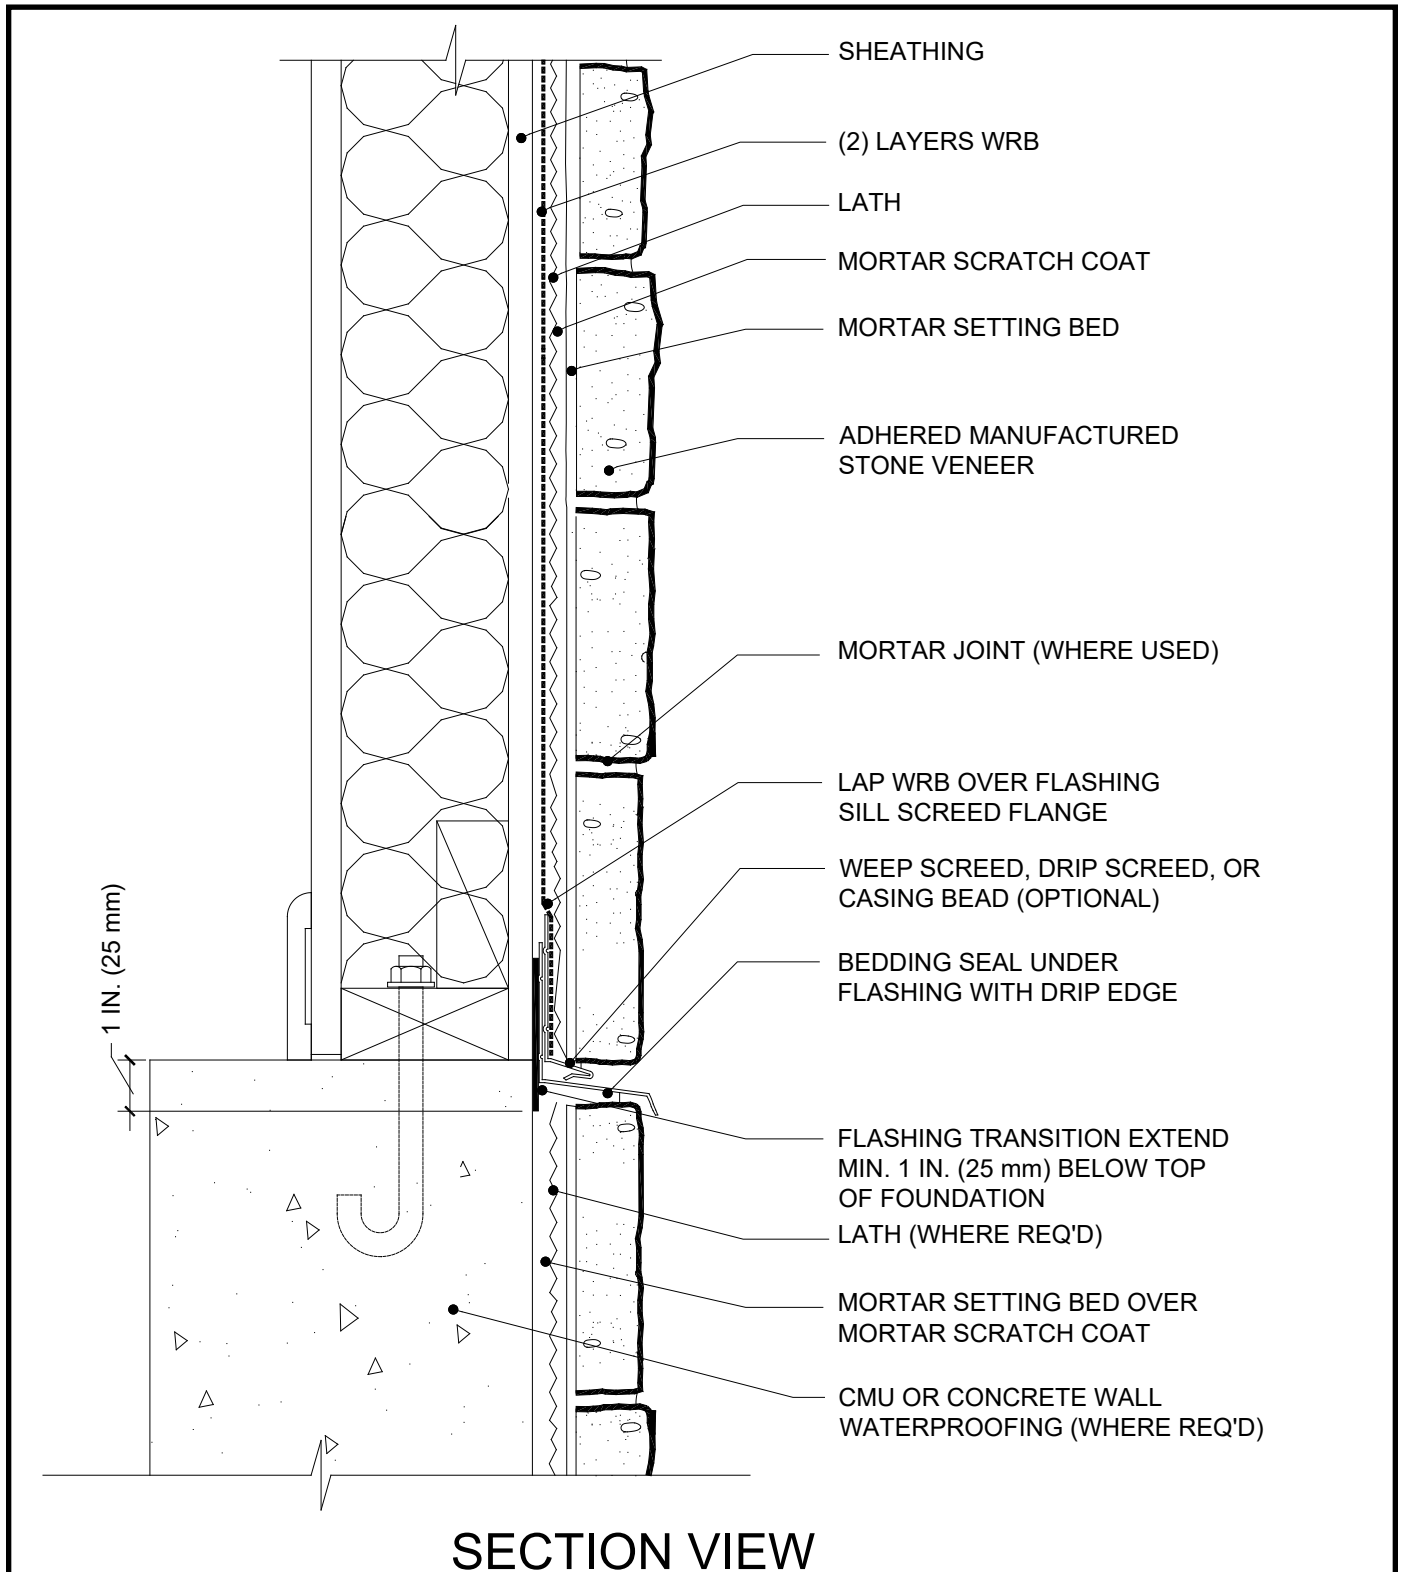 SHEATHING
(2) LAYERS WRB
LATH
MORTAR SCRATCH COAT
MORTAR SETTING BED
ADHERED MANUFACTURED
STONE VENEER
MORTAR JOINT (WHERE USED)
LAP WRB OVER FLASHING
SILL SCREED FLANGE
WEEP SCREED, DRIP SCREED, OR
CASING BEAD (OPTIONAL)
1 IN. (25 mm)
BEDDING SEAL UNDER
FLASHING WITH DRIP EDGE
FLASHING TRANSITION EXTEND
MIN. 1 IN. (25 mm) BELOW TOP
OF FOUNDATION
LATH (WHERE REQ'D)
MORTAR SETTING BED OVER
MORTAR SCRATCH COAT
CMU OR CONCRETE WALL
WATERPROOFING (WHERE REQ'D)
SECTION VIEW